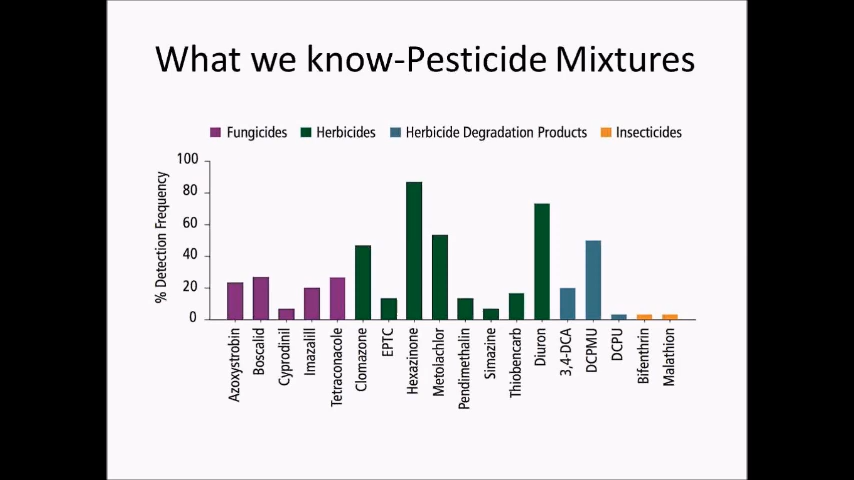 What we know-Pesticide Mixtures
Fungicides Herbicides Herbicide Degradation Products Insecticides
% Detection Frequency
100
80
60
40
20
0
Azoxystrobin
Boscalid
Cyprodinil
Imazalill
Tetraconacole
Clomazone
EPTC
Hexazinone
Metolachlor
Pendimethalin
Simazine
Thiobencarb
Diuron
3,4-DCA
DCPMU
DCPU
Bifenthrin
Malathion